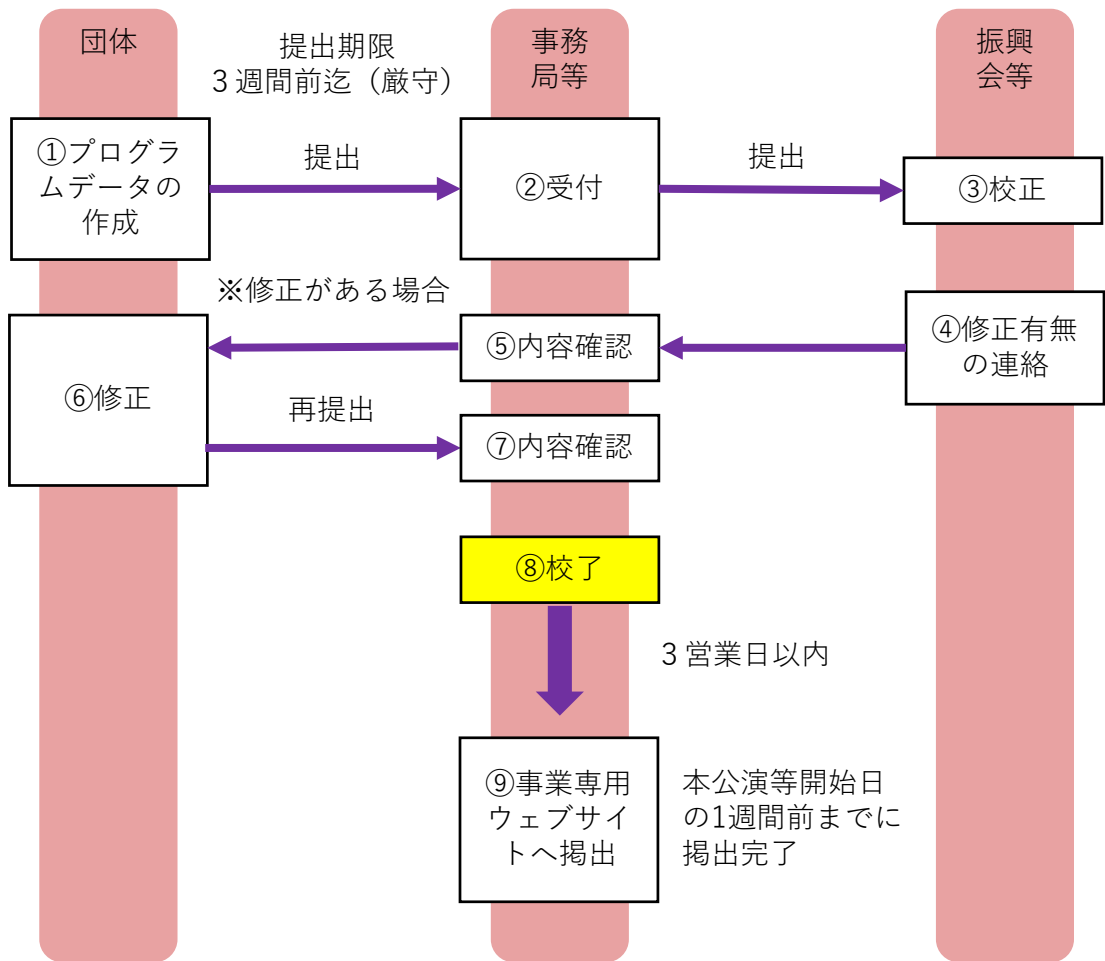 団体
提出期限
３週間前迄（厳守）
事務
局等
振興
会等
①プログラ
ムデータの
作成
提出
②受付
提出
③校正
※修正がある場合
④修正有無
の連絡
⑤内容確認
⑥修正
再提出
⑦内容確認
⑧校了
３営業日以内
⑨事業専用
ウェブサイ
トへ掲出
本公演等開始日
の1週間前までに
掲出完了